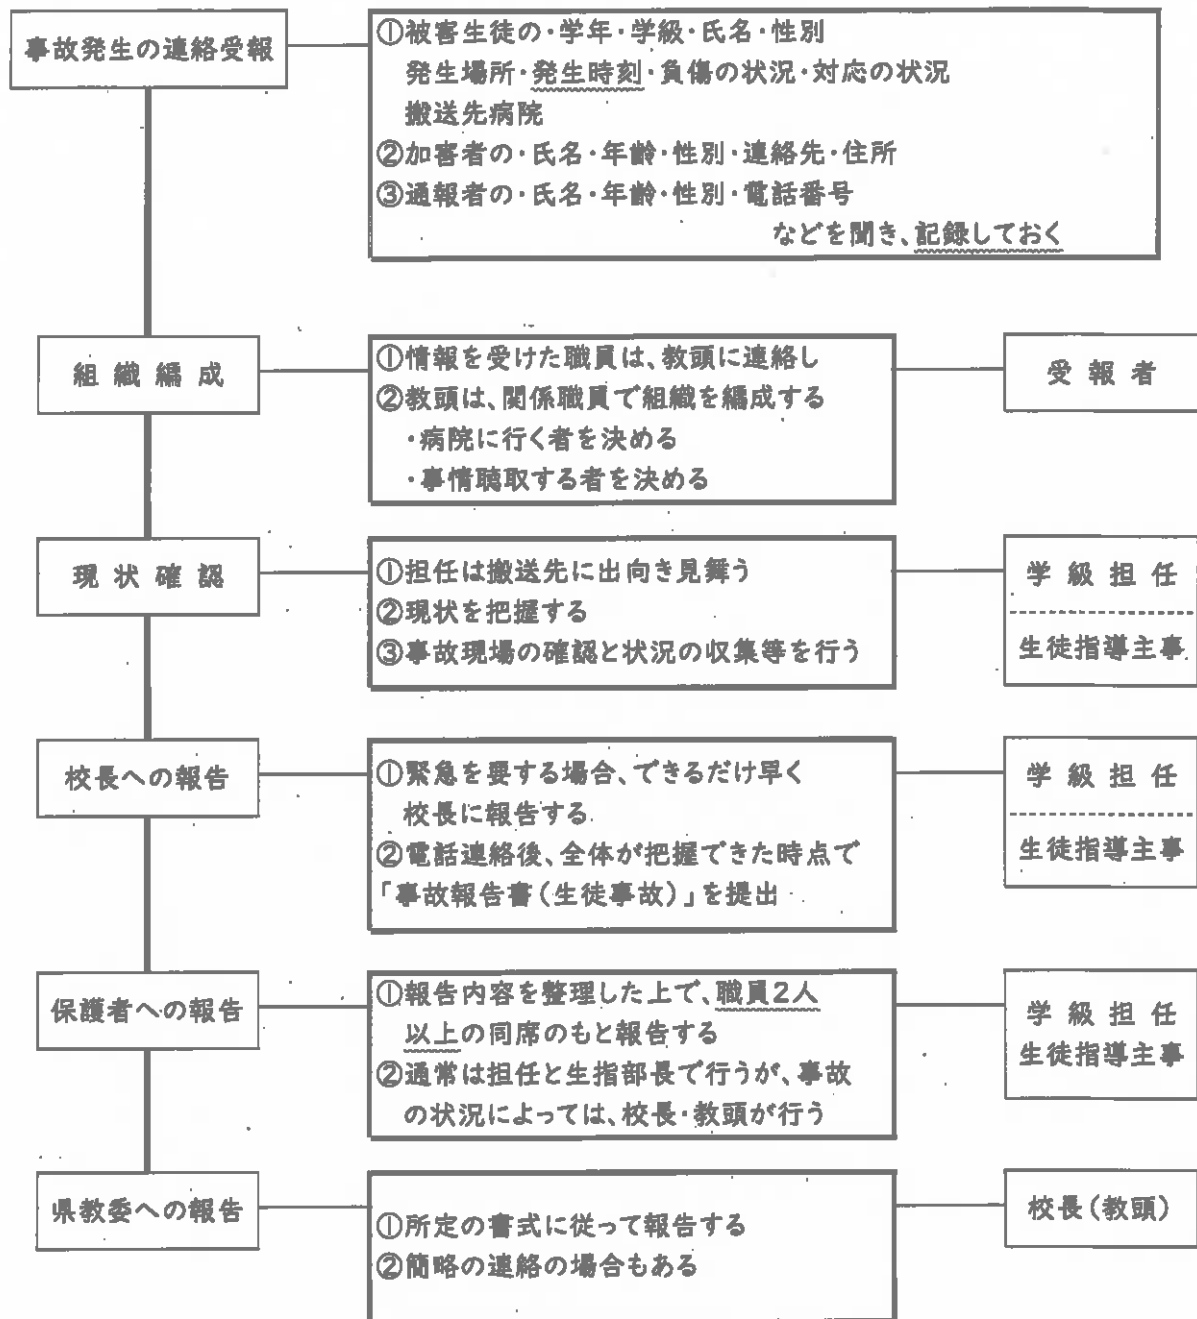 事故発生の連絡受報
①被害生徒の・学年・学級・氏名・性別
発生場所・発生時刻・負傷の状況・対応の状況
搬送先病院
②加害者の・氏名・年齢・性別・連絡先・住所
③通報者の・氏名・年齢・性別・電話番号
などを聞き、記録しておく
組織編成
①情報を受けた職員は、教頭に連絡し
②教頭は、関係職員で組織を編成する
・病院に行く者を決める
・事情聴取する者を決める
受報者
現状確認
①担任は搬送先に出向き見舞う
②現状を把握する
③事故現場の確認と状況の収集等を行う
学級担任
生徒指導主事
校長への報告
①緊急を要する場合、できるだけ早く
校長に報告する
②電話連絡後、全体が把握できた時点で
「事故報告書(生徒事故)」を提出
学級担任
生徒指導主事
保護者への報告
①報告内容を整理した上で、職員2人
以上の同席のもと報告する
②通常は担任と生指部長で行うが、事故
の状況によっては、校長・教頭が行う
学級担任
生徒指導主事
県教委への報告
①所定の書式に従って報告する
②簡略の連絡の場合もある
校長(教頭)